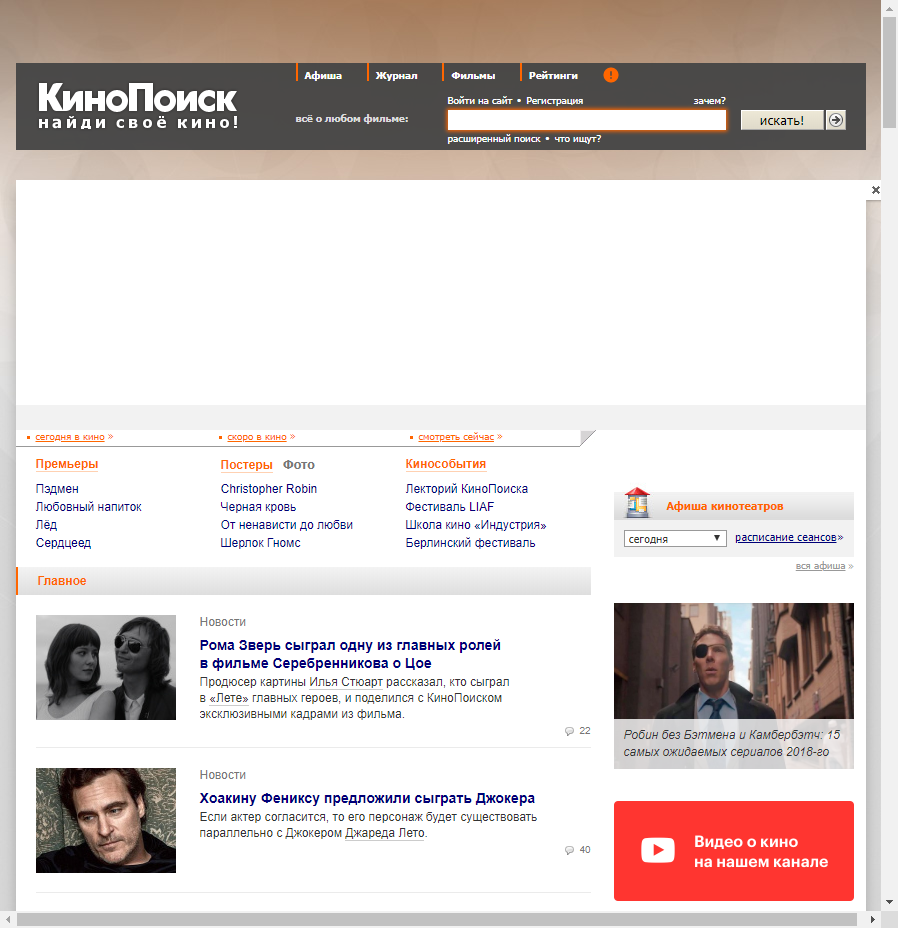 Афиша Журнал Фильмы Рейтинги !
КиноПоиск
найди своё кино!
Войти на сайт • Регистрация зачем?
всё о любом фильме:
искать!
расширенный поиск • что ищут?
сегодня в кино »
скоро в кино »
смотреть сейчас »
Премьеры
Пэдмен
Любовный напиток
Лёд
Сердцеед
Постеры Фото
Christopher Robin
Черная кровь
От ненависти до любви
Шерлок Гномс
Кинособытия
Лекторий КиноПоиска
Фестиваль LIAF
Школа кино «Индустрия»
Берлинский фестиваль
Афиша кинотеатров
сегодня
расписание сеансов»
вся афиша »
Главное
Новости
Рома Зверь сыграл одну из главных ролей
в фильме Серебренникова о Цое
Продюсер картины Илья Стюарт рассказал, кто сыграл
в «Лете» главных героев, и поделился с КиноПоиском
эксклюзивными кадрами из фильма.
22
Новости
Хоакину Фениксу предложили сыграть Джокера
Если актер согласится, то его персонаж будет существовать
параллельно с Джокером Джареда Лето.
40
Робин без Бэтмена и Камбербэтч: 15
самых ожидаемых сериалов 2018-го
Видео о кино
на нашем канале